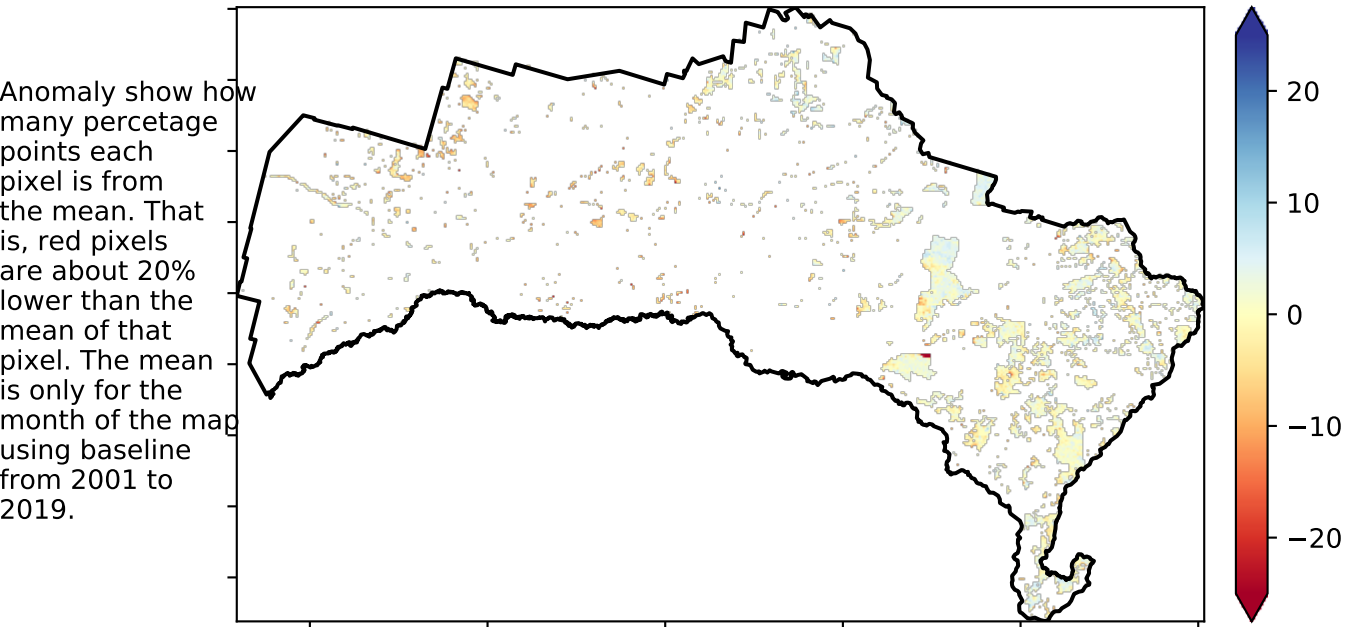 Anomaly show how
many percetage
points each
pixel is from
the mean. That
is, red pixels
are about 20%
lower than the
mean of that
pixel. The mean
is only for the
month of the map
using baseline
from 2001 to
2019.
20
10
0
−10
−20